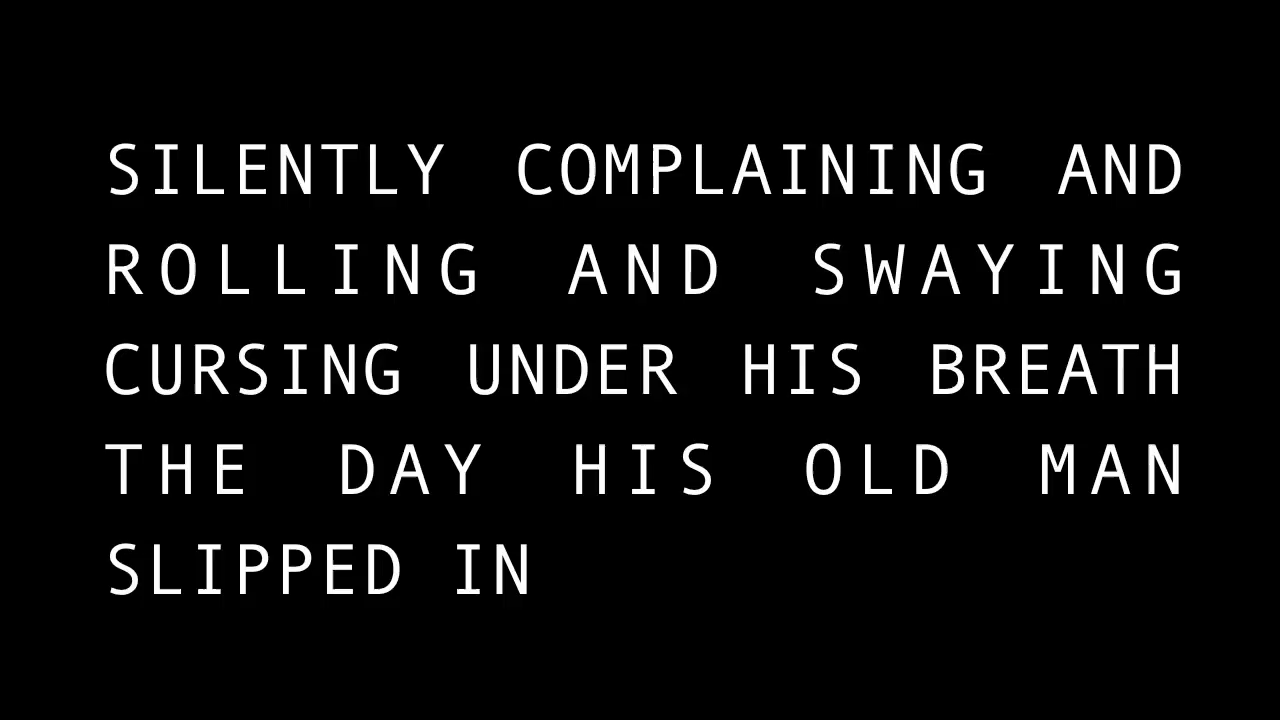 SILENTLY COMPLAINING AND
ROLLING AND SWAYING
CURSING UNDER HIS BREATH
THE DAY HIS OLD MAN
SLIPPED IN